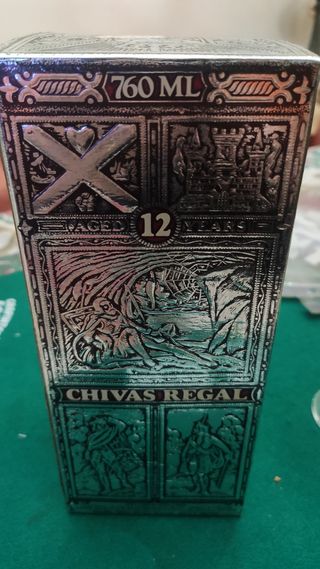 760 ML
AGED 12 YEARS
CHIVAS REGAL